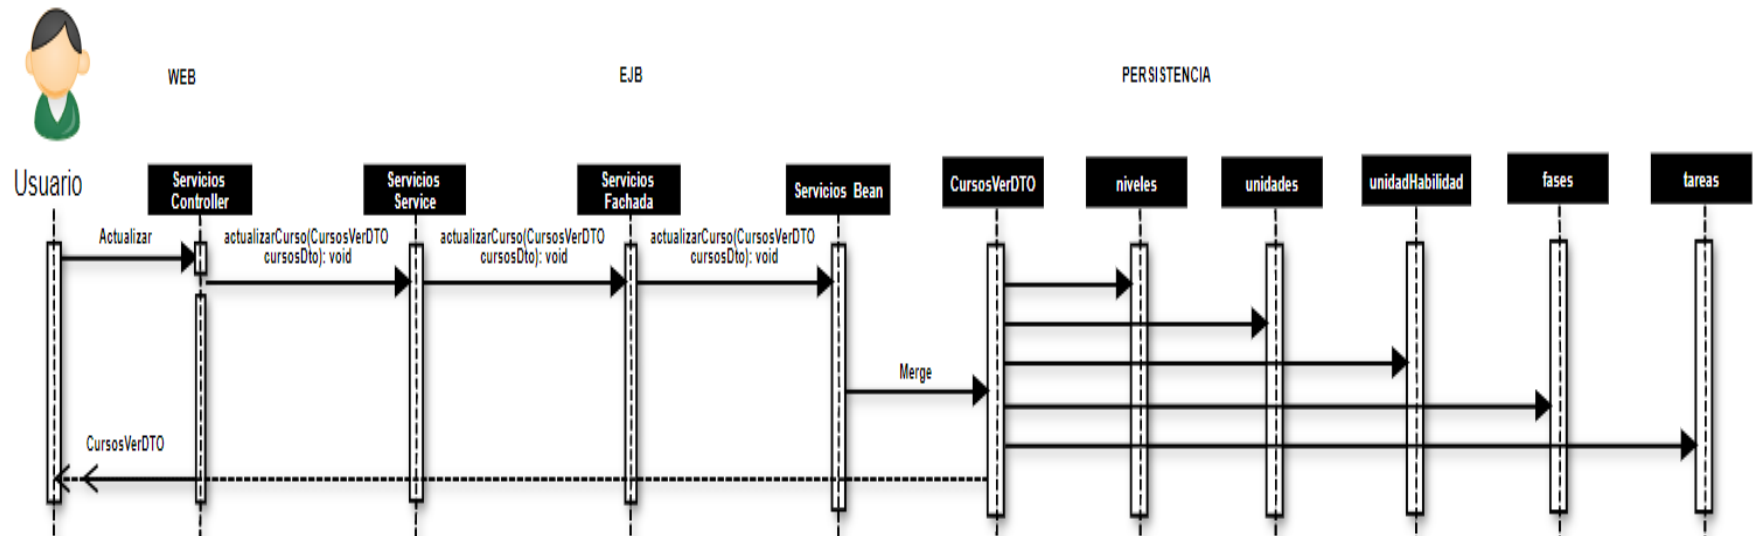 WEB
EJB
PERSISTENCIA
Usuario
Servicios
Controller
Servicios
Service
Servicios
Fachada
Servicios Bean
CursosVerDTO
niveles
unidades
unidadHabilidad
fases
tareas
Actualizar
actualizarCurso(CursosVerDTO
cursosDto): void
actualizarCurso(CursosVerDTO
cursosDto): void
actualizarCurso(CursosVerDTO
cursosDto): void
Merge
CursosVerDTO